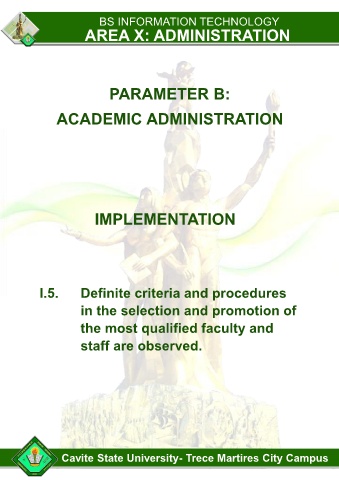 BS INFORMATION TECHNOLOGY
AREA X: ADMINISTRATION
PARAMETER B:
ACADEMIC ADMINISTRATION
IMPLEMENTATION
I.5. Definite criteria and procedures
in the selection and promotion of
the most qualified faculty and
staff are observed.
Cavite State University- Trece Martires City Campus